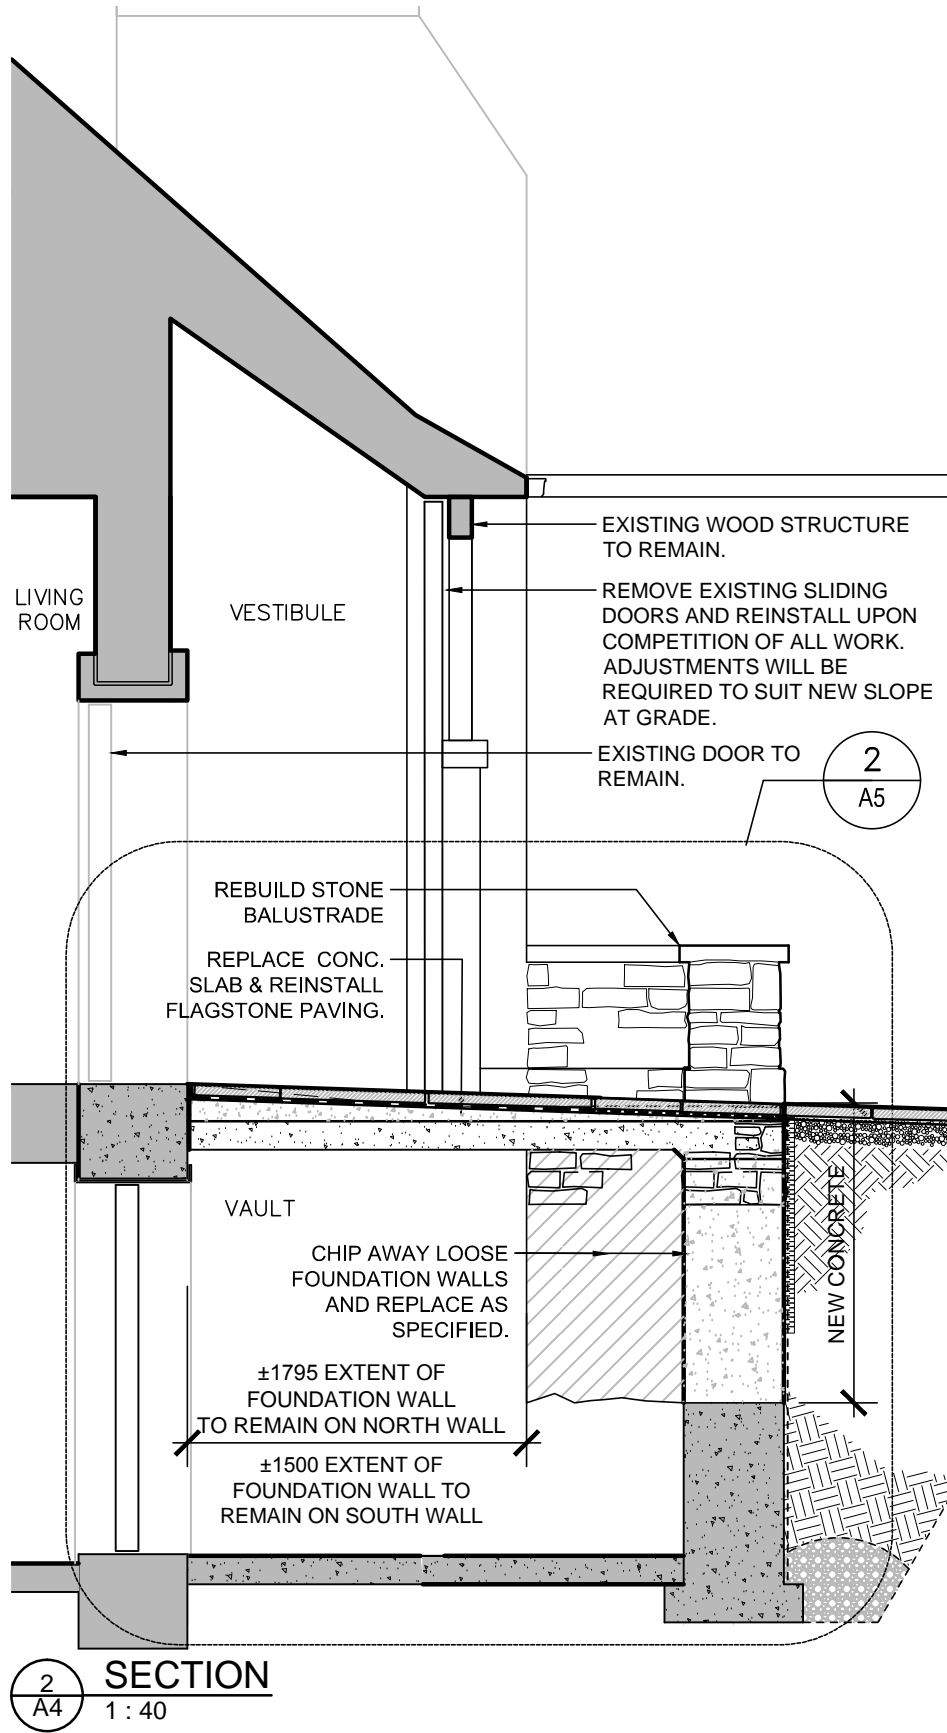 EXISTING WOOD STRUCTURE
TO REMAIN.
LIVING
ROOM
VESTIBULE
REMOVE EXISTING SLIDING
DOORS AND REINSTALL UPON
COMPETITION OF ALL WORK.
ADJUSTMENTS WILL BE
REQUIRED TO SUIT NEW SLOPE
AT GRADE.
EXISTING DOOR TO
REMAIN.
2
A5
REBUILD STONE
BALUSTRADE
REPLACE CONC.
SLAB & REINSTALL
FLAGSTONE PAVING.
VAULT
NEW CONCRETE
CHIP AWAY LOOSE
FOUNDATION WALLS
AND REPLACE AS
SPECIFIED.
±1795 EXTENT OF
FOUNDATION WALL
TO REMAIN ON NORTH WALL
±1500 EXTENT OF
FOUNDATION WALL TO
REMAIN ON SOUTH WALL
2
A4
SECTION
1 : 40